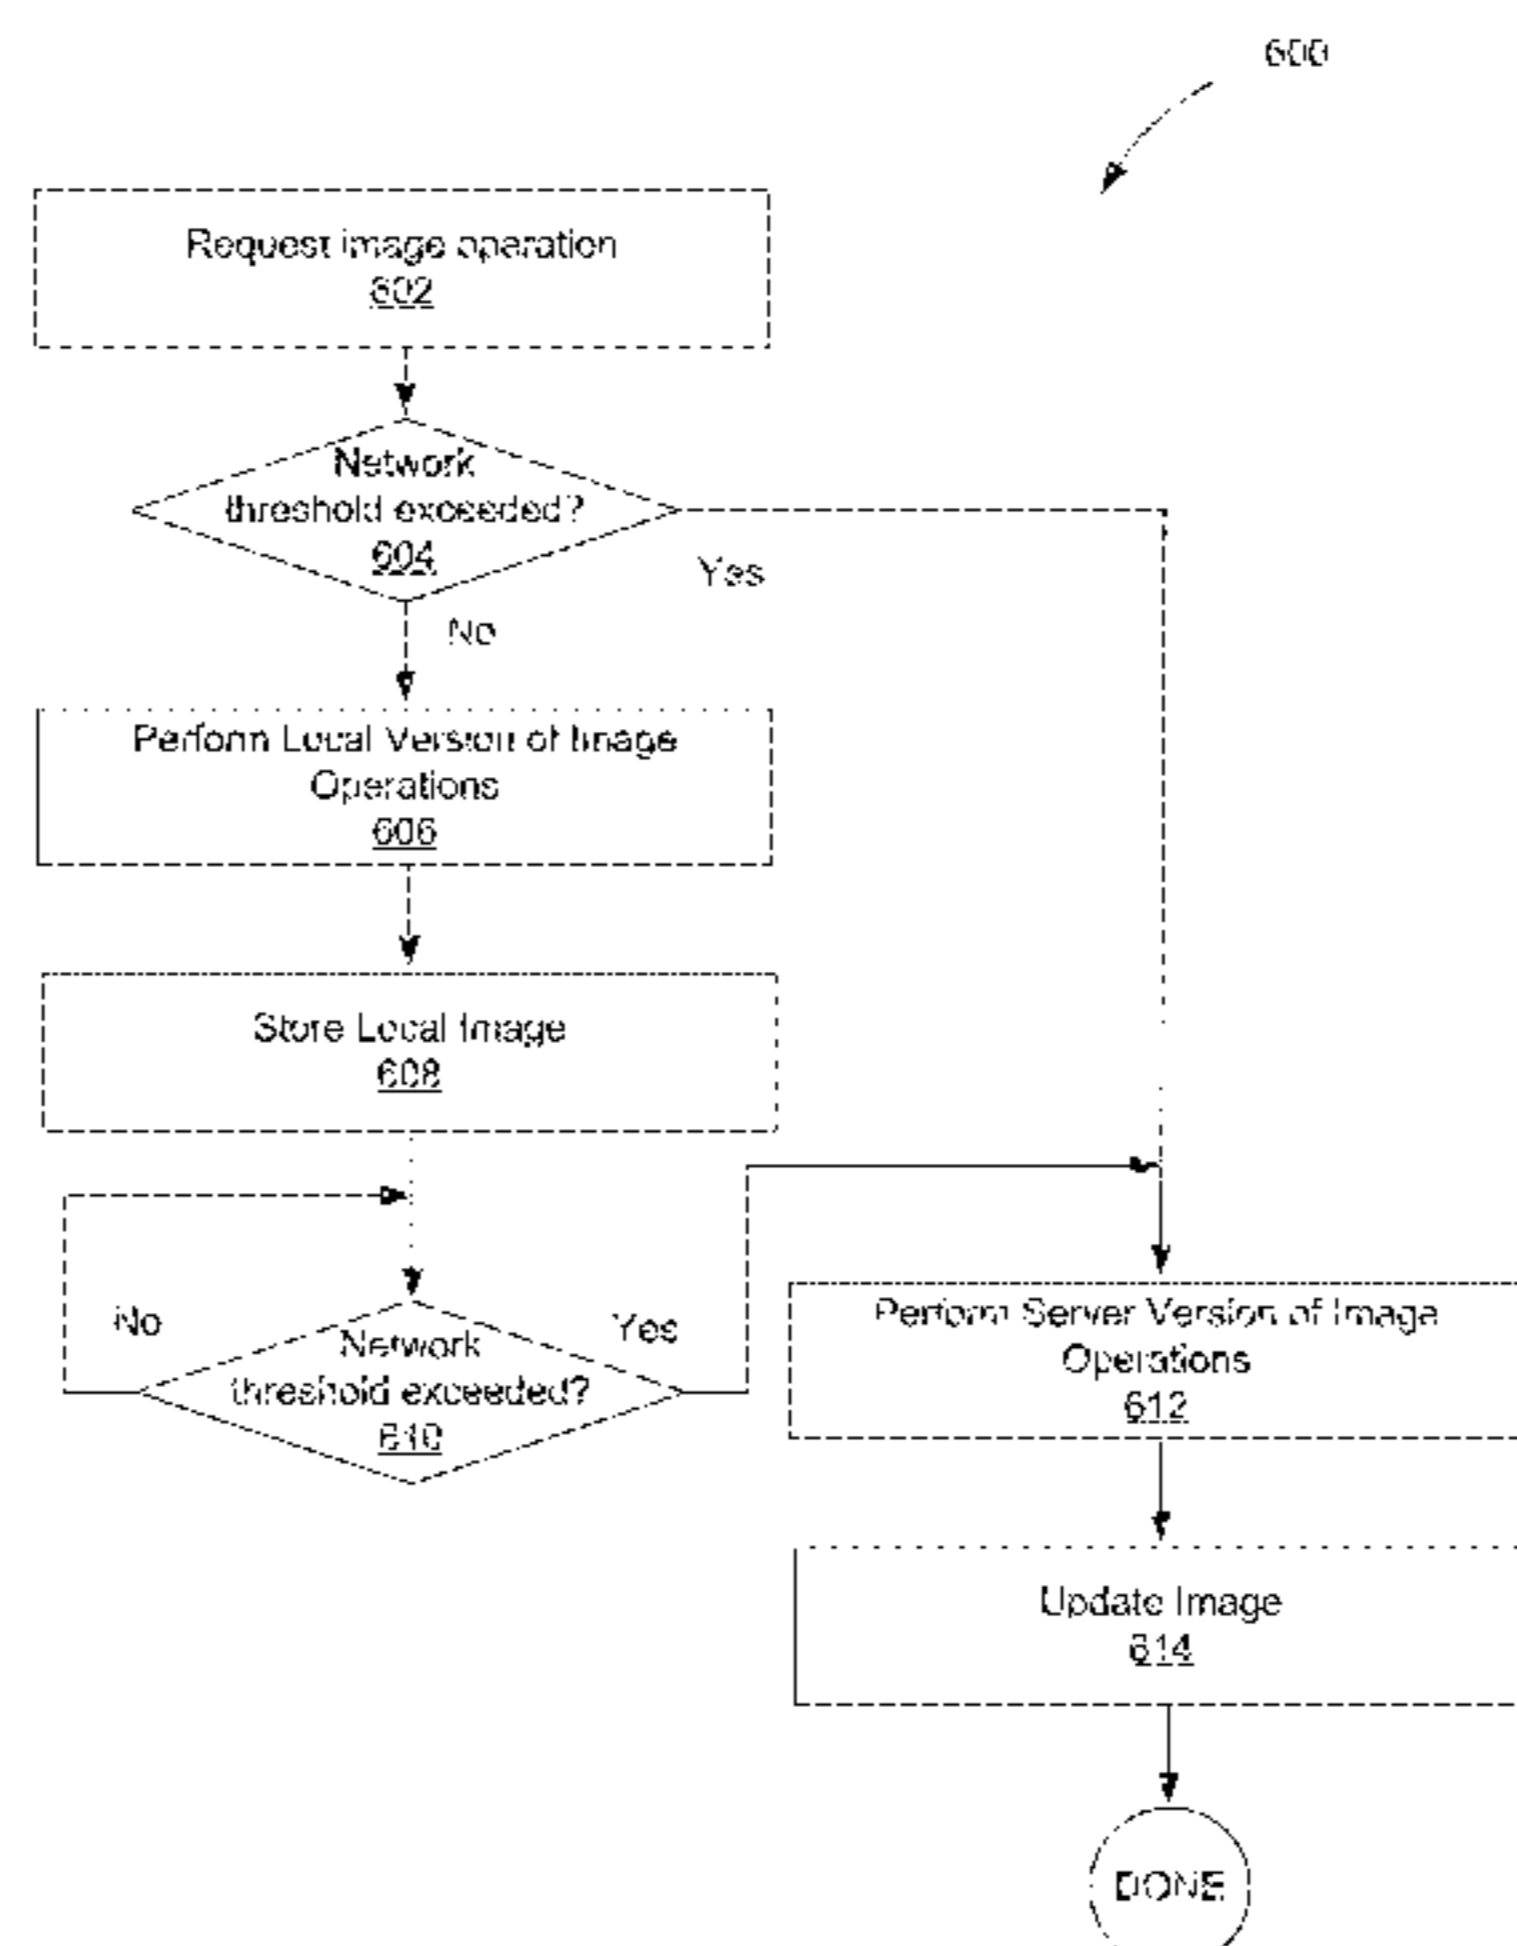 600
Request image operation
602
Network
threshold exceeded?
604
Yes
No
Perform Local Version of Image
Operations
606
Store Local Image
608
No
Yes
Network
threshold exceeded?
610
Perform Server Version of Image
Operations
612
Update Image
614
DONE